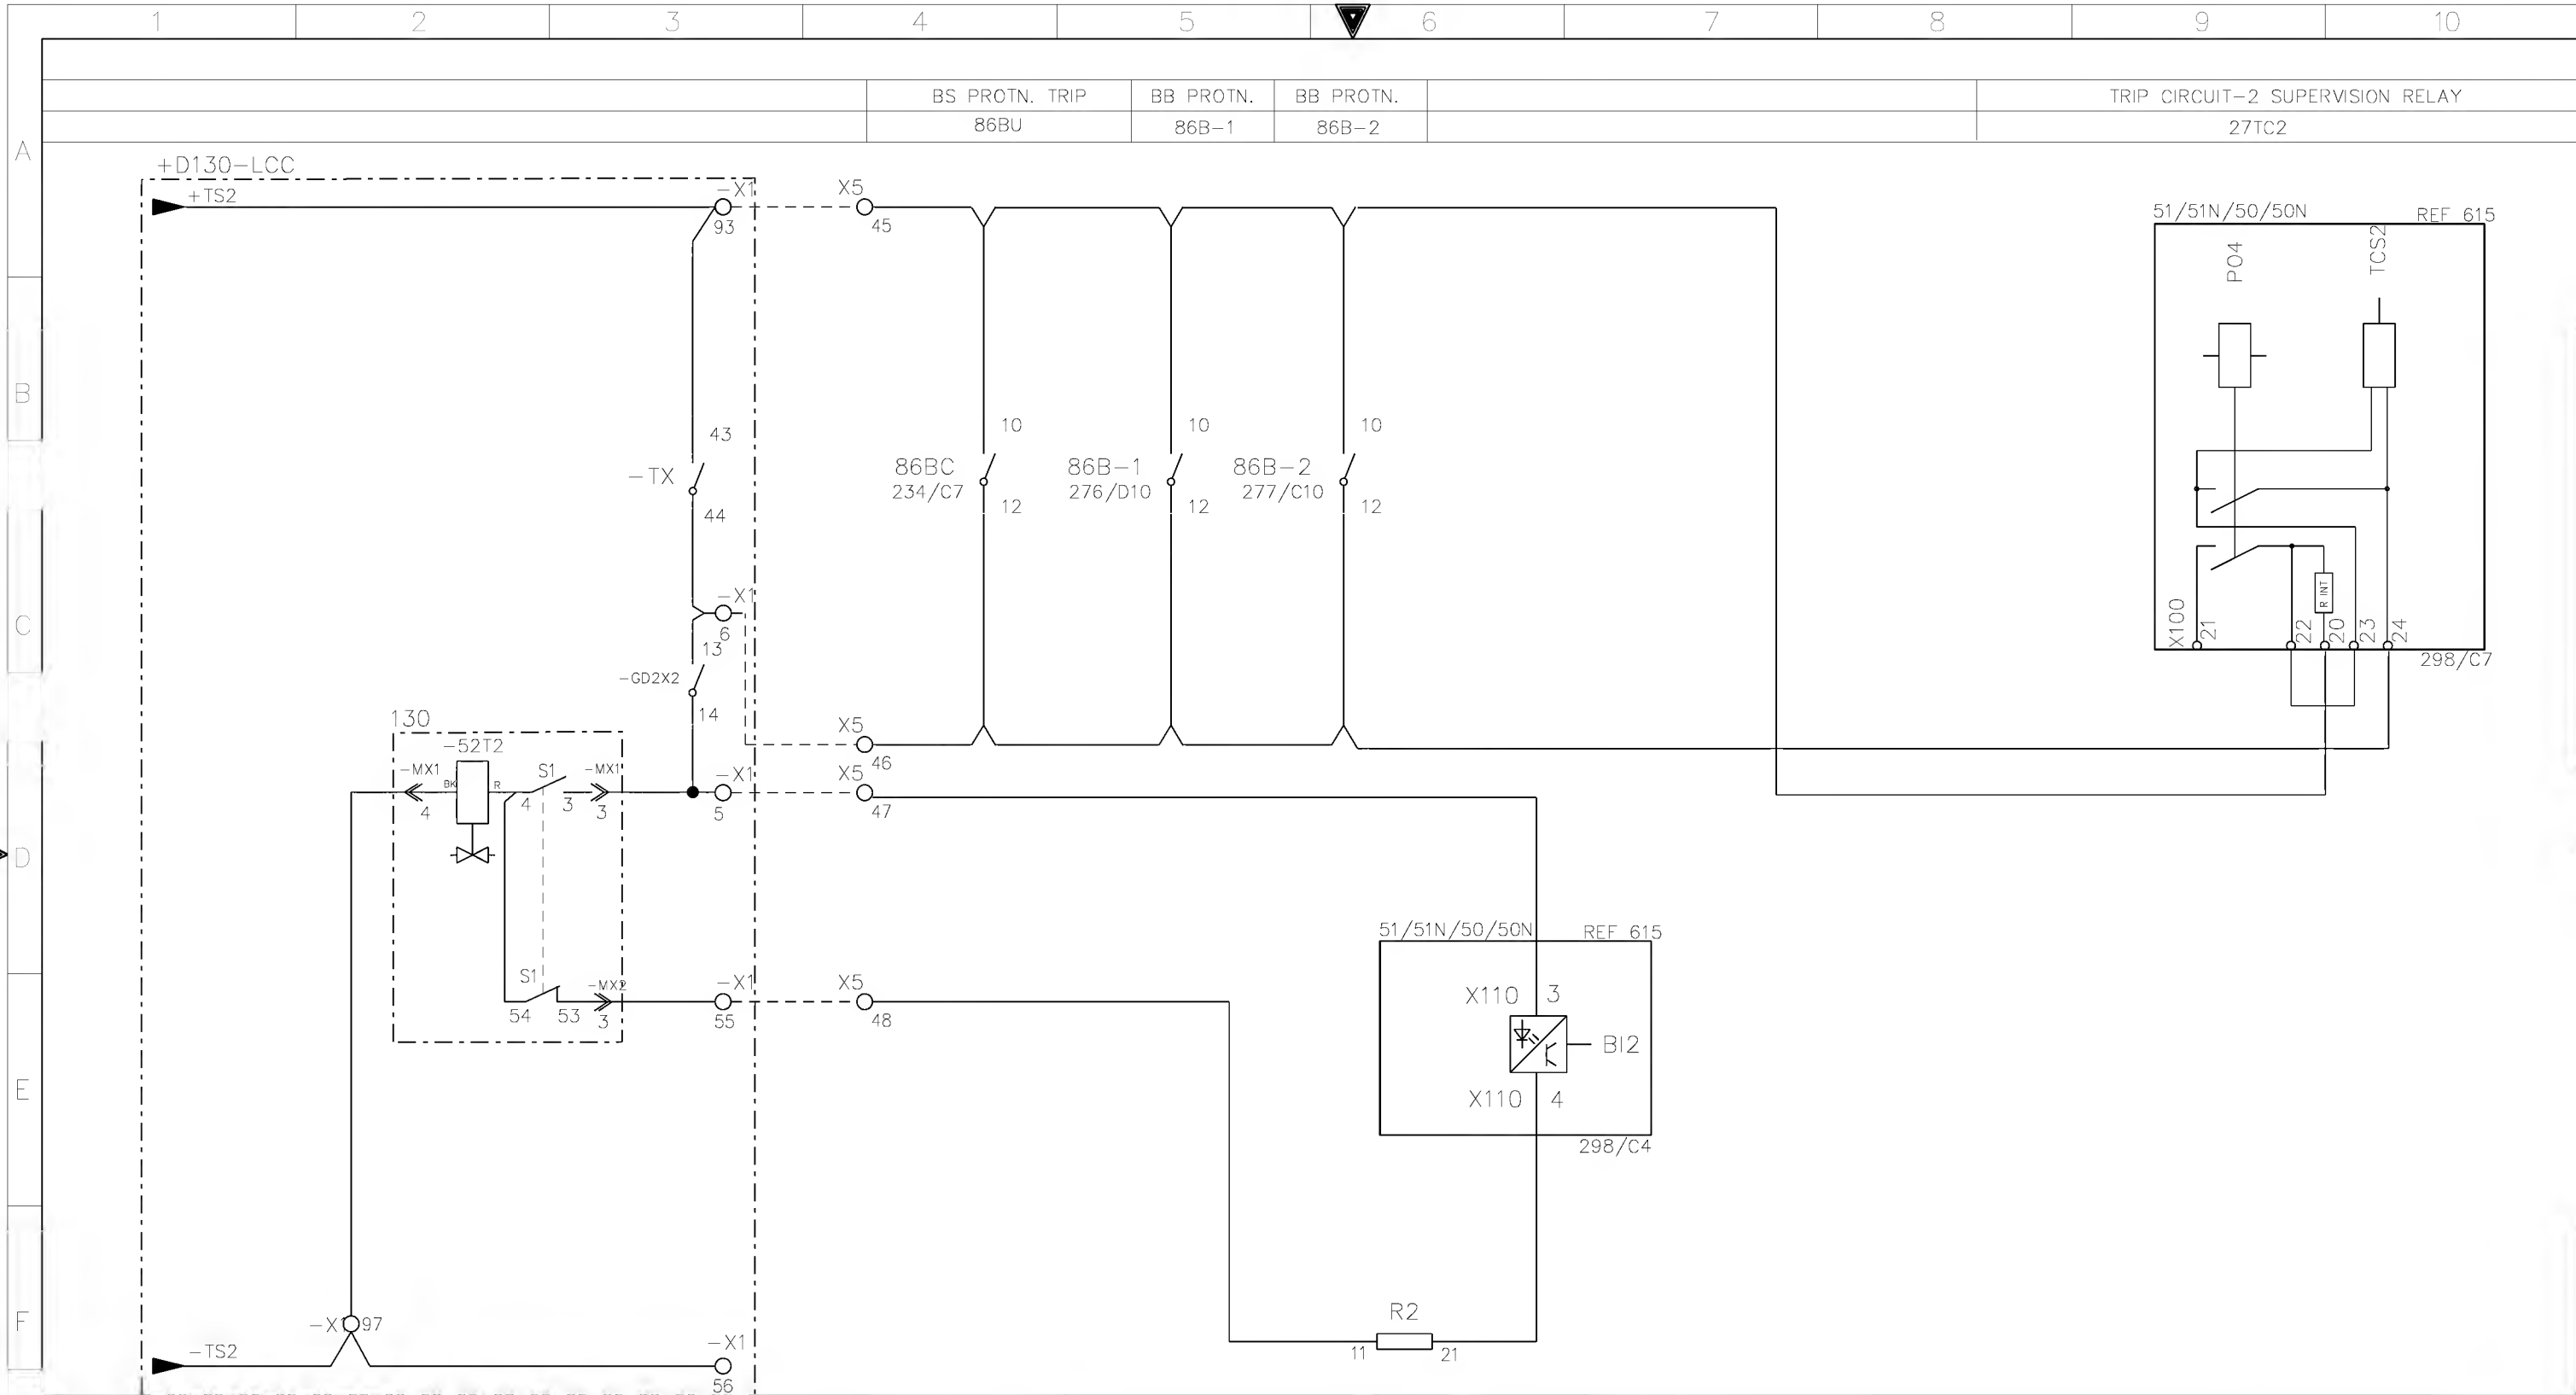 1 2 3 4 5 6 7 8 9 10
BS PROTN. TRIP BB PROTN. BB PROTN. TRIP CIRCUIT-2 SUPERVISION RELAY
86BU 86B-1 86B-2 27TC2
A
+D130-LCC
+TS2
-X1
93
X5
45
51/51N/50/50N REF 615
PO4
TCS2
B
43
-TX
44
10
86BC
234/C7
12
10
86B-1
276/D10
12
10
86B-2
277/C10
12
C
-X1
6
13
-GD2X2
14
X100
21
22
R INT
20
23
24
298/C7
130
-52T2
-MX1
4
BK
R
S1
4 3
-MX1
3
-X1
5
X5
46
X5
47
D
S1
54 53
-MX2
3
-X1
55
X5
48
51/51N/50/50N REF 615
X110 3
BI2
X110 4
298/C4
E
F
-X1 97
-TS2
-X1
56
R2
11 21